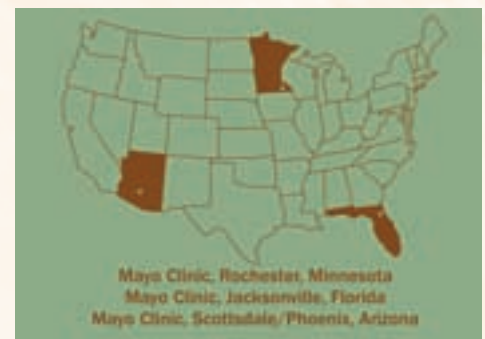 Mayo Clinic, Rochester, Minnesota
Mayo Clinic, Jacksonville, Florida
Mayo Clinic, Scottsdale/Phoenix, Arizona